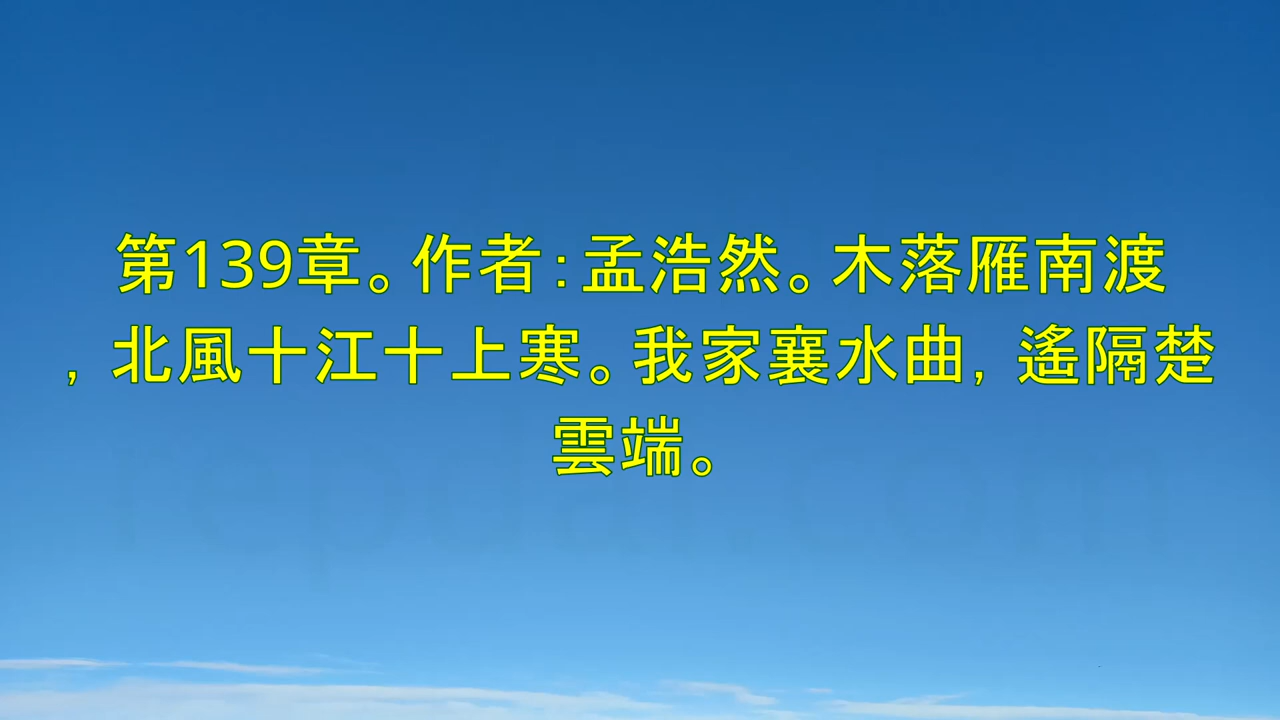 第139章。作者：孟浩然。木落雁南渡
，北風十江十上寒。我家襄水曲，遙隔楚
雲端。